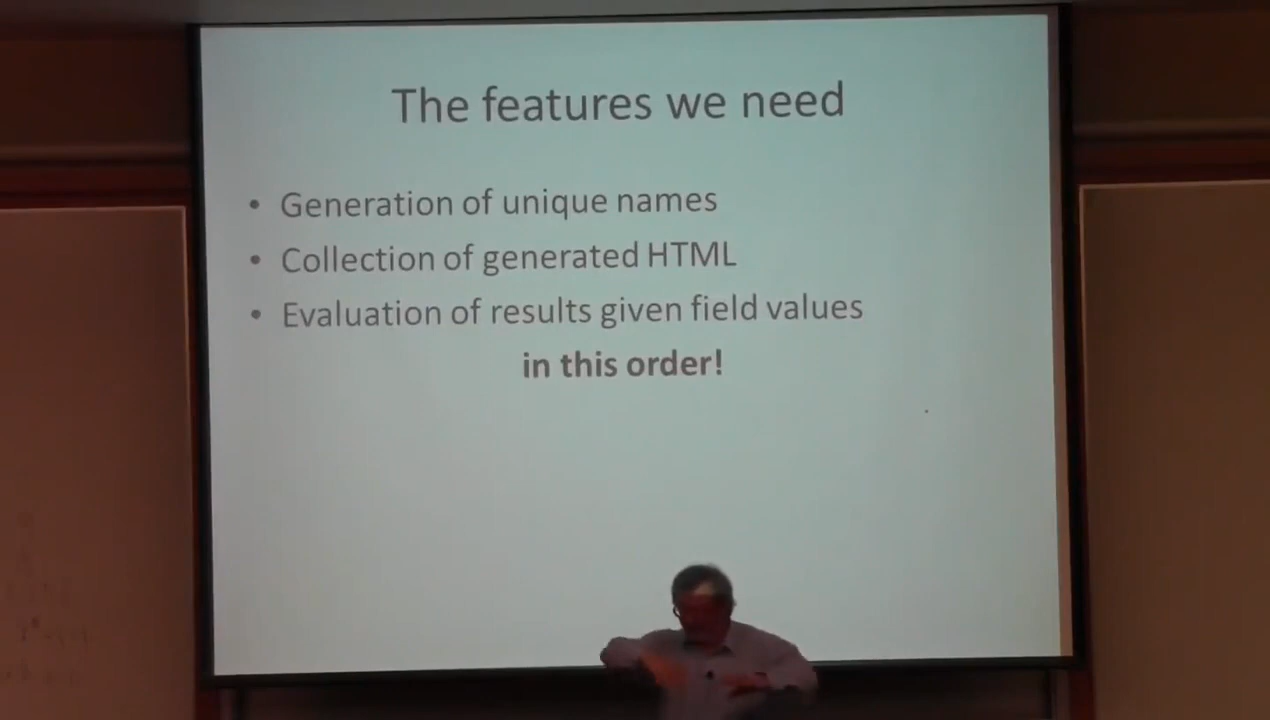 The features we need
• Generation of unique names
• Collection of generated HTML
• Evaluation of results given field values
in this order!